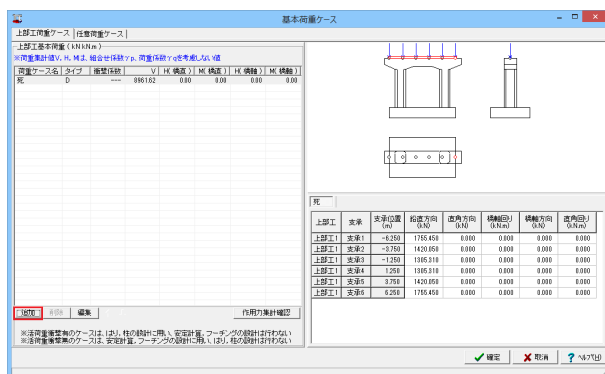 基本荷重ケース
上部工荷重ケース 任意荷重ケース
上部工基本荷重(kN kN.m)
※荷重集計値V、H、Mは、組合せ係数γp、荷重係数γqを考慮しない値
荷重ケース名 タイプ 衝撃係数 V H(橋直) M(橋直) H(橋軸) M(橋軸)
死 D --- 8961.62 0.00 0.00 0.00 0.00
死
上部工 支承 支承位置(m) 鉛直方向(kN) 直角方向(kN) 橋軸回り(kN.m) 橋軸方向(kN) 直角回り(kN.m)
上部工1 支承1 -6.250 1755.450 0.000 0.000 0.000 0.000
上部工1 支承2 -3.750 1420.050 0.000 0.000 0.000 0.000
上部工1 支承3 -1.250 1305.310 0.000 0.000 0.000 0.000
上部工1 支承4 1.250 1305.310 0.000 0.000 0.000 0.000
上部工1 支承5 3.750 1420.050 0.000 0.000 0.000 0.000
上部工1 支承6 6.250 1755.450 0.000 0.000 0.000 0.000
追加 削除 編集 作用力集計確認
※活荷重衝撃有のケースは、はり、柱の設計に用い、安定計算、フーチングの設計は行わない
※活荷重衝撃無のケースは、安定計算、フーチングの設計に用い、はり、柱の設計は行わない
確定 取消 ? ヘルプ(H)